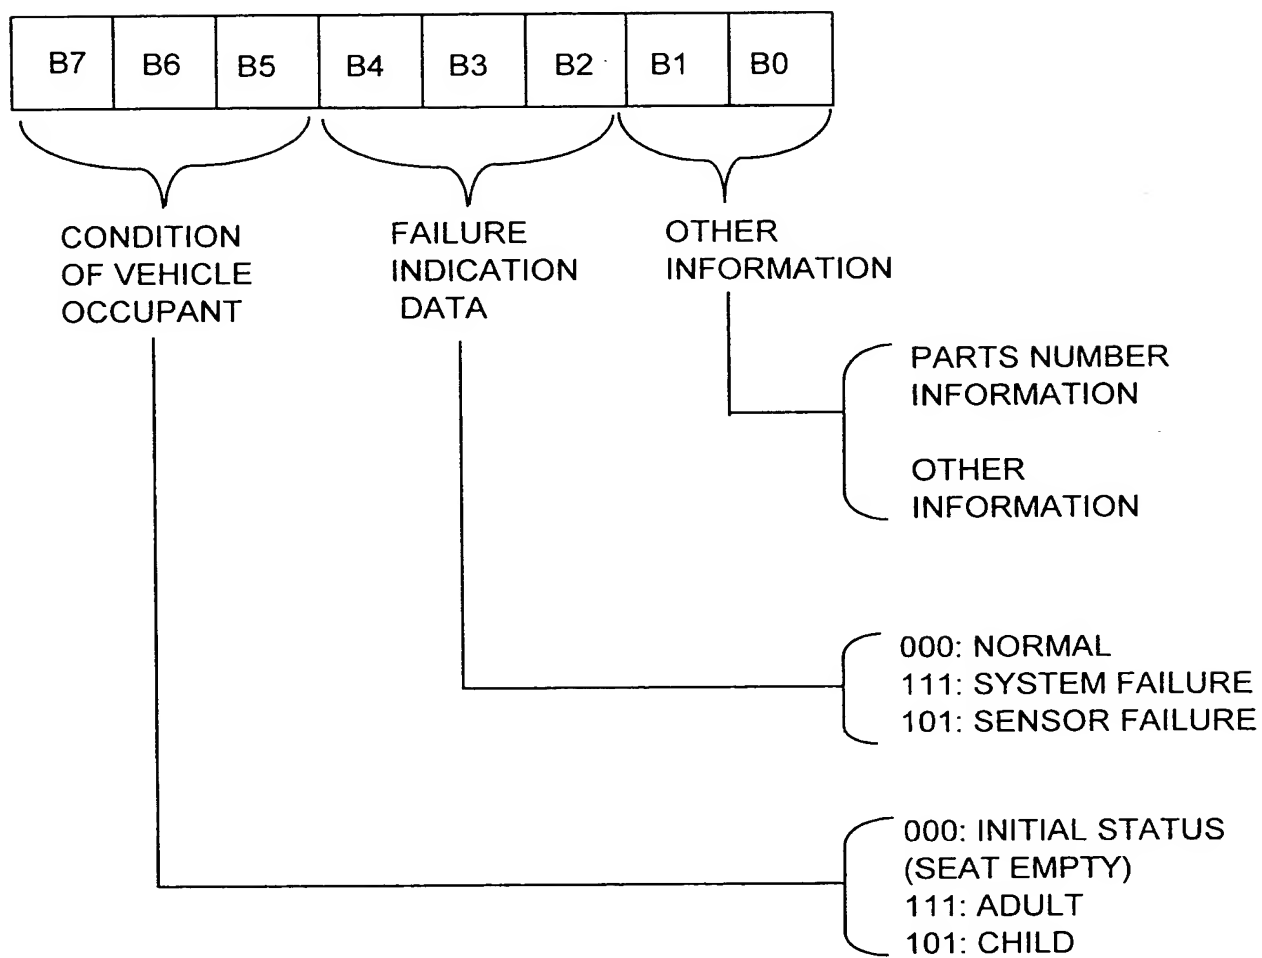 B7 B6 B5 B4 B3 B2 B1 B0
CONDITION
OF VEHICLE
OCCUPANT
FAILURE
INDICATION
DATA
OTHER
INFORMATION
PARTS NUMBER
INFORMATION
OTHER
INFORMATION
000: NORMAL
111: SYSTEM FAILURE
101: SENSOR FAILURE
000: INITIAL STATUS
(SEAT EMPTY)
111: ADULT
101: CHILD